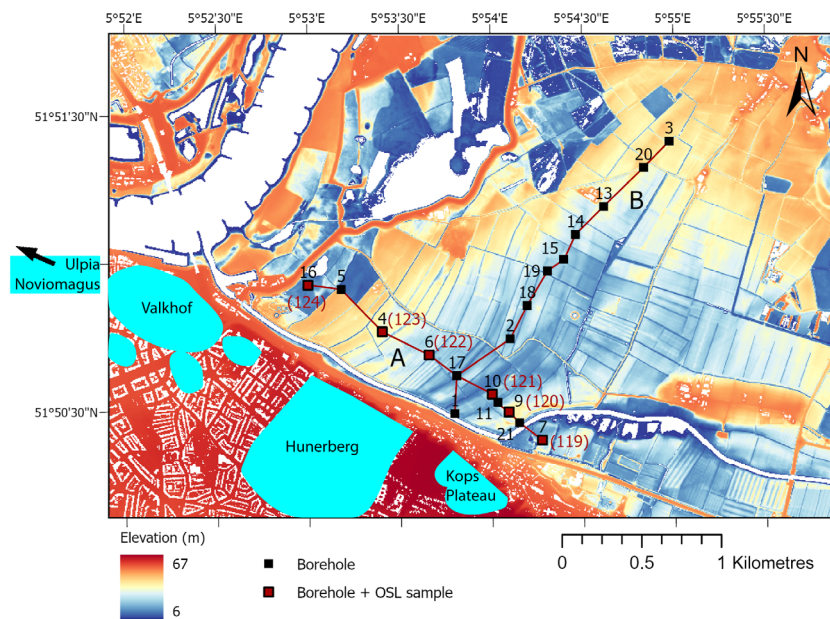 5°52'E
5°52'30"E
5°53'E
5°53'30"E
5°54'E
5°54'30"E
5°55'E
5°55'30"E
N
51°51'30"N
3
20
13
B
14
15
19
18
16
5
(124)
Ulpia
Noviomagus
Valkhof
4 (123)
2
6 (122)
A
17
10 (121)
1
11
9 (120)
51°50'30"N
21
7
(119)
Hunerberg
Kops
Plateau
Elevation (m)
67
6
Borehole
Borehole + OSL sample
0 0.5 1 Kilometres